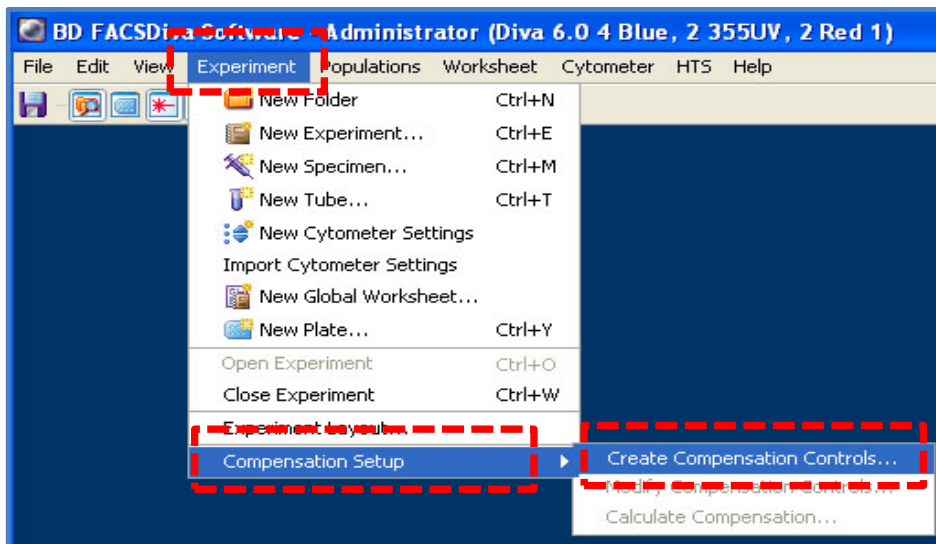 BD FACSDiva Software - Administrator (Diva 6.0 4 Blue, 2 355UV, 2 Red 1)
File Edit View Experiment Populations Worksheet Cytometer HTS Help
New Folder Ctrl+N
New Experiment... Ctrl+E
New Specimen... Ctrl+M
New Tube... Ctrl+T
New Cytometer Settings
Import Cytometer Settings
New Global Worksheet...
New Plate... Ctrl+Y
Open Experiment Ctrl+O
Close Experiment Ctrl+W
Experiment Layout...
Compensation Setup Create Compensation Controls...
Modify Compensation Controls...
Calculate Compensation...